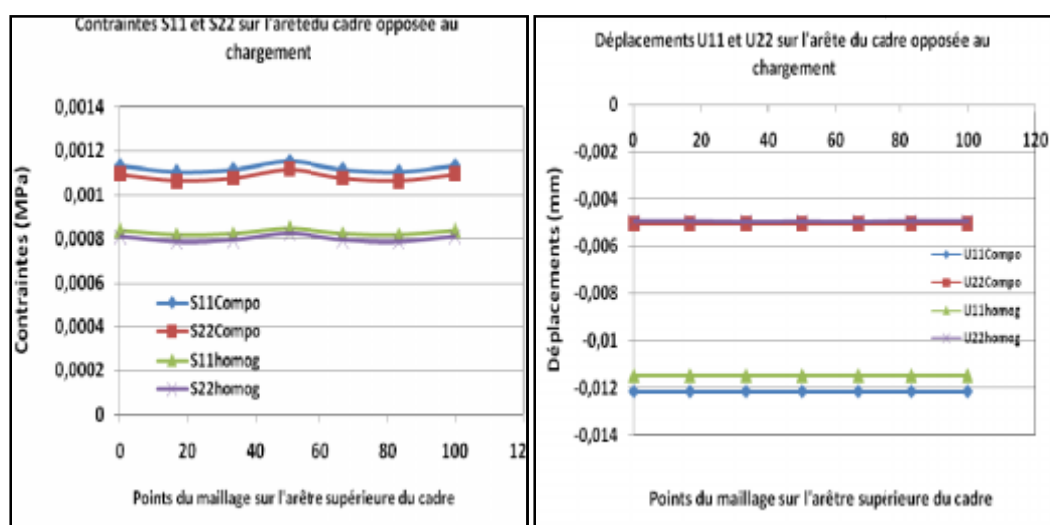 Contraintes S11 et S22 sur l'arêtedu cadre opposée au
chargement
0,0014
0,0012
0,001
0,0008
0,0006
0,0004
0,0002
0
Contraintes (MPa)
S11Compo
S22Compo
S11homog
S22homog
0 20 40 60 80 100 12
Points du maillage sur l'arêtre supérieure du cadre
Déplacements U11 et U22 sur l'arête du cadre opposée au
chargement
0
0 20 40 60 80 100 120
-0,002
-0,004
-0,006
-0,008
-0,01
-0,012
-0,014
Déplacements (mm)
U11Compo
U22Compo
U11homog
U22homog
Points du maillage sur l'arêtre supérieure du cadre